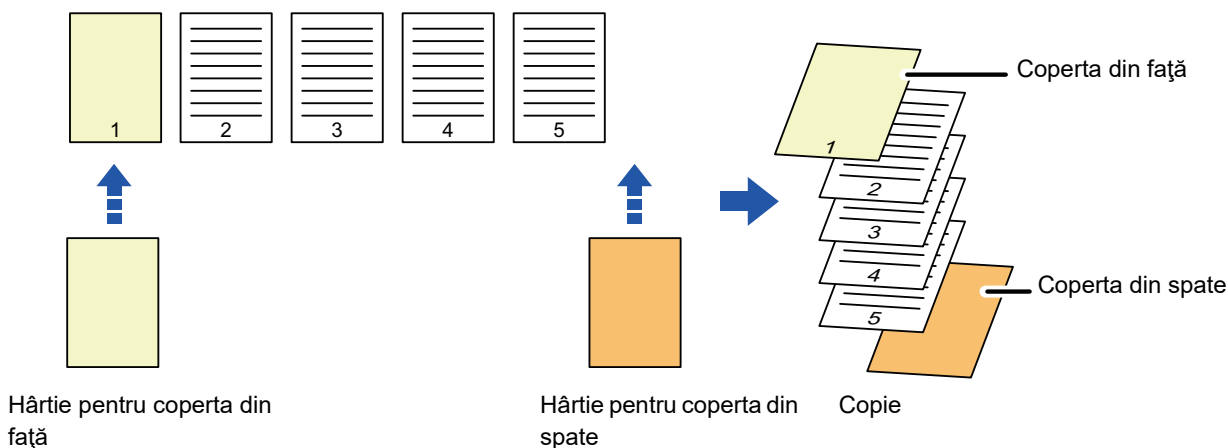 1
2
3
4
5
Hârtie pentru coperta din
faţă
Hârtie pentru coperta din
spate
Coperta din faţă
1
2
3
4
5
Coperta din spate
Copie